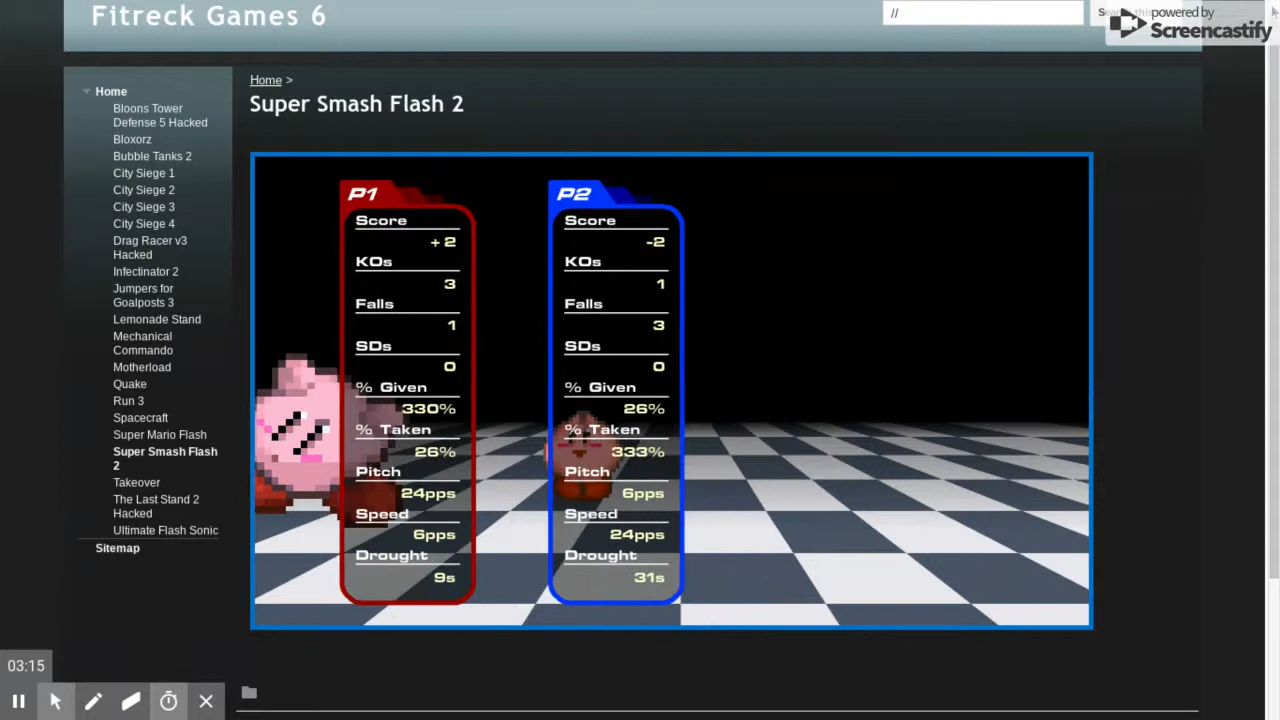 Fitreck Games 6
//
powered by
Screencastify
Home
Bloons Tower
Defense 5 Hacked
Bloxorz
Bubble Tanks 2
City Siege 1
City Siege 2
City Siege 3
City Siege 4
Drag Racer v3
Hacked
Infectinator 2
Jumpers for
Goalposts 3
Lemonade Stand
Mechanical
Commando
Motherload
Quake
Run 3
Spacecraft
Super Mario Flash
Super Smash Flash
2
Takeover
The Last Stand 2
Hacked
Ultimate Flash Sonic
Sitemap
Home >
Super Smash Flash 2
P1
Score
+2
KOs
3
Falls
1
SDs
0
% Given
330%
% Taken
26%
Pitch
24pps
Speed
6pps
Drought
9s
P2
Score
-2
KOs
1
Falls
3
SDs
0
% Given
26%
% Taken
333%
Pitch
6pps
Speed
24pps
Drought
31s
03:15